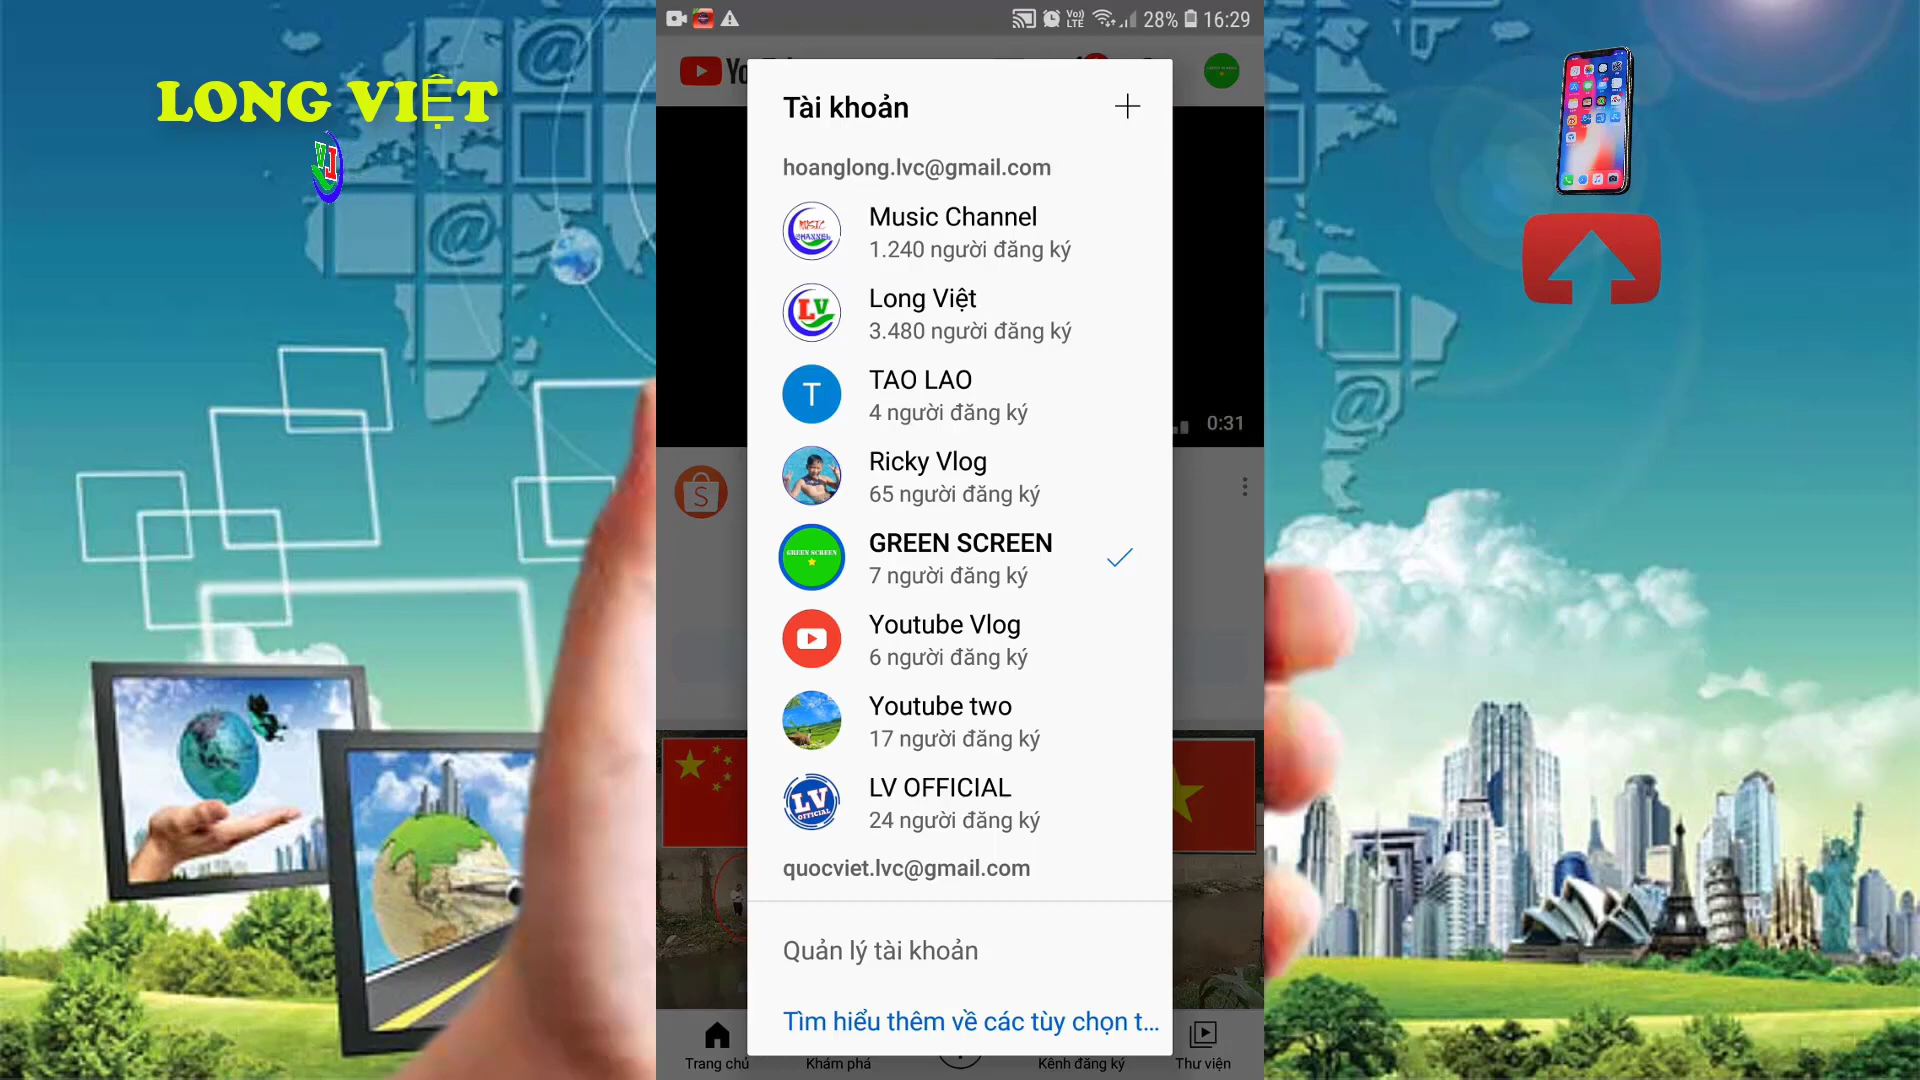 LONG VIỆT
28% 16:29
Tài khoản
hoanglong.lvc@gmail.com
Music Channel
1.240 người đăng ký
Long Việt
3.480 người đăng ký
TAO LAO
4 người đăng ký
0:31
Ricky Vlog
65 người đăng ký
GREEN SCREEN
GREEN SCREEN
7 người đăng ký
Youtube Vlog
6 người đăng ký
Youtube two
17 người đăng ký
LV OFFICIAL
LV OFFICIAL
24 người đăng ký
quocviet.lvc@gmail.com
Quản lý tài khoản
Tìm hiểu thêm về các tùy chọn t...
Trang chủ Khám phá Kênh đăng ký Thư viện